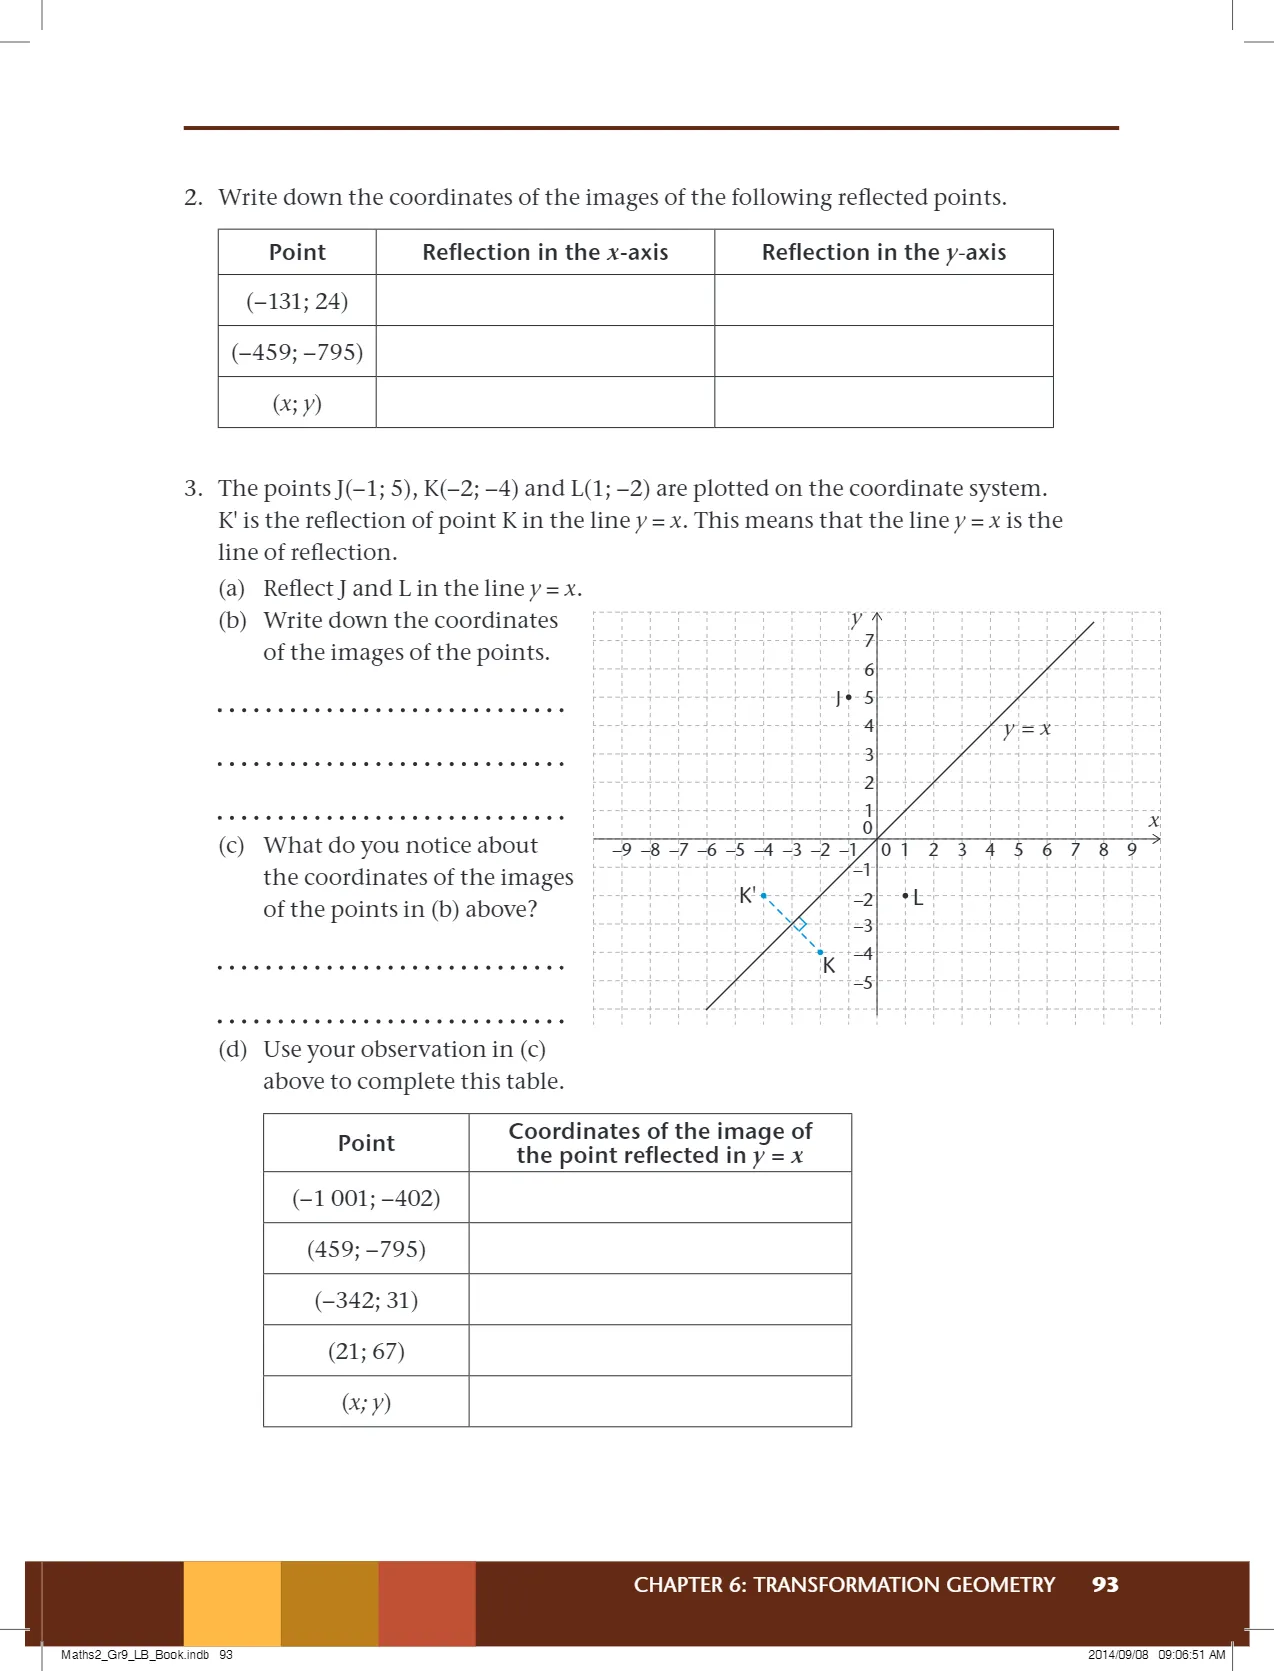 2. Write down the coordinates of the images of the following reflected points.
Point Reflection in the x-axis Reflection in the y-axis
(–131; 24)
(–459; –795)
(x; y)
3. The points J(–1; 5), K(–2; –4) and L(1; –2) are plotted on the coordinate system.
K' is the reflection of point K in the line y = x. This means that the line y = x is the
line of reflection.
(a) Reflect J and L in the line y = x.
(b) Write down the coordinates
of the images of the points.
(c) What do you notice about
the coordinates of the images
of the points in (b) above?
y
7
6
J 5
4
y = x
3
2
1
0
x
–9 –8 –7 –6 –5 –4 –3 –2 –1 0 1 2 3 4 5 6 7 8 9
–1
K' –2 L
–3
–4
K
–5
(d) Use your observation in (c)
above to complete this table.
Point
Coordinates of the image of
the point reflected in y = x
(–1 001; –402)
(459; –795)
(–342; 31)
(21; 67)
(x; y)
CHAPTER 6: TRANSFORMATION GEOMETRY 93
Maths2_Gr9_LB_Book.indb 93 2014/09/08 09:06:51 AM